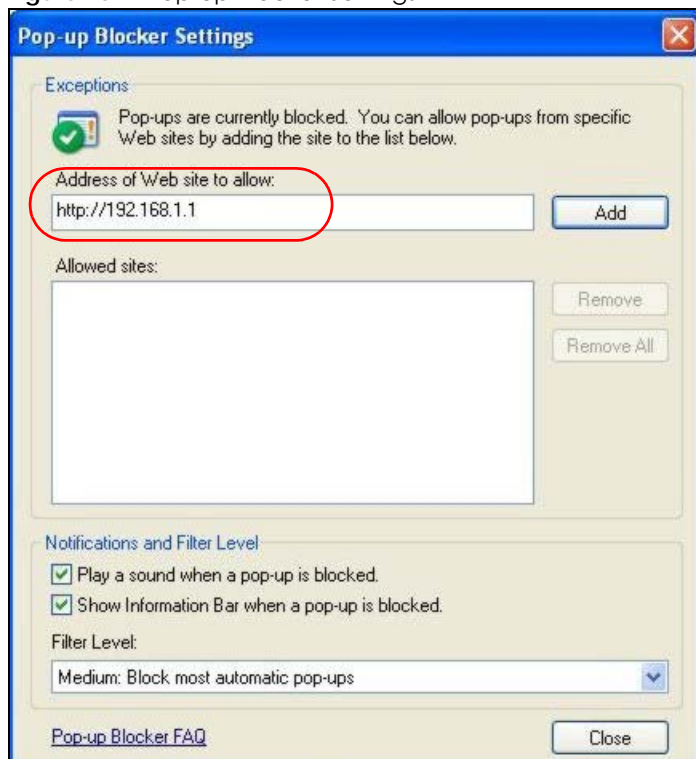 Pop-up Blocker Settings
Exceptions
Pop-ups are currently blocked. You can allow pop-ups from specific
Web sites by adding the site to the list below.
Address of Web site to allow:
http://192.168.1.1
Add
Allowed sites:
Remove
Remove All
Notifications and Filter Level
Play a sound when a pop-up is blocked.
Show Information Bar when a pop-up is blocked.
Filter Level:
Medium: Block most automatic pop-ups
Pop-up Blocker FAQ
Close